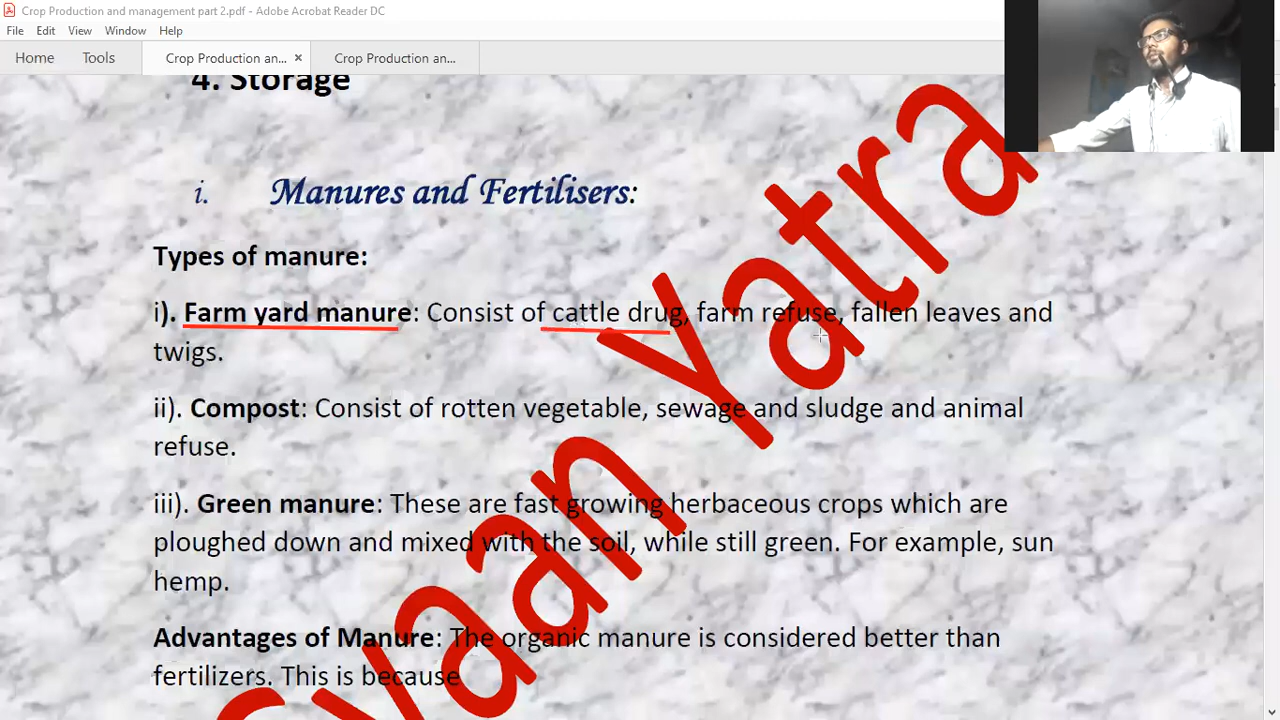 Crop Production and management part 2.pdf - Adobe Acrobat Reader DC
File Edit View Window Help
Home Tools Crop Production an... × Crop Production an...
4. Storage
i. Manures and Fertilisers:
Types of manure:
i). Farm yard manure: Consist of cattle drug, farm refuse, fallen leaves and
twigs.
ii). Compost: Consist of rotten vegetable, sewage and sludge and animal
refuse.
iii). Green manure: These are fast growing herbaceous crops which are
ploughed down and mixed with the soil, while still green. For example, sun
hemp.
Advantages of Manure: The organic manure is considered better than
fertilizers. This is because
Yatra